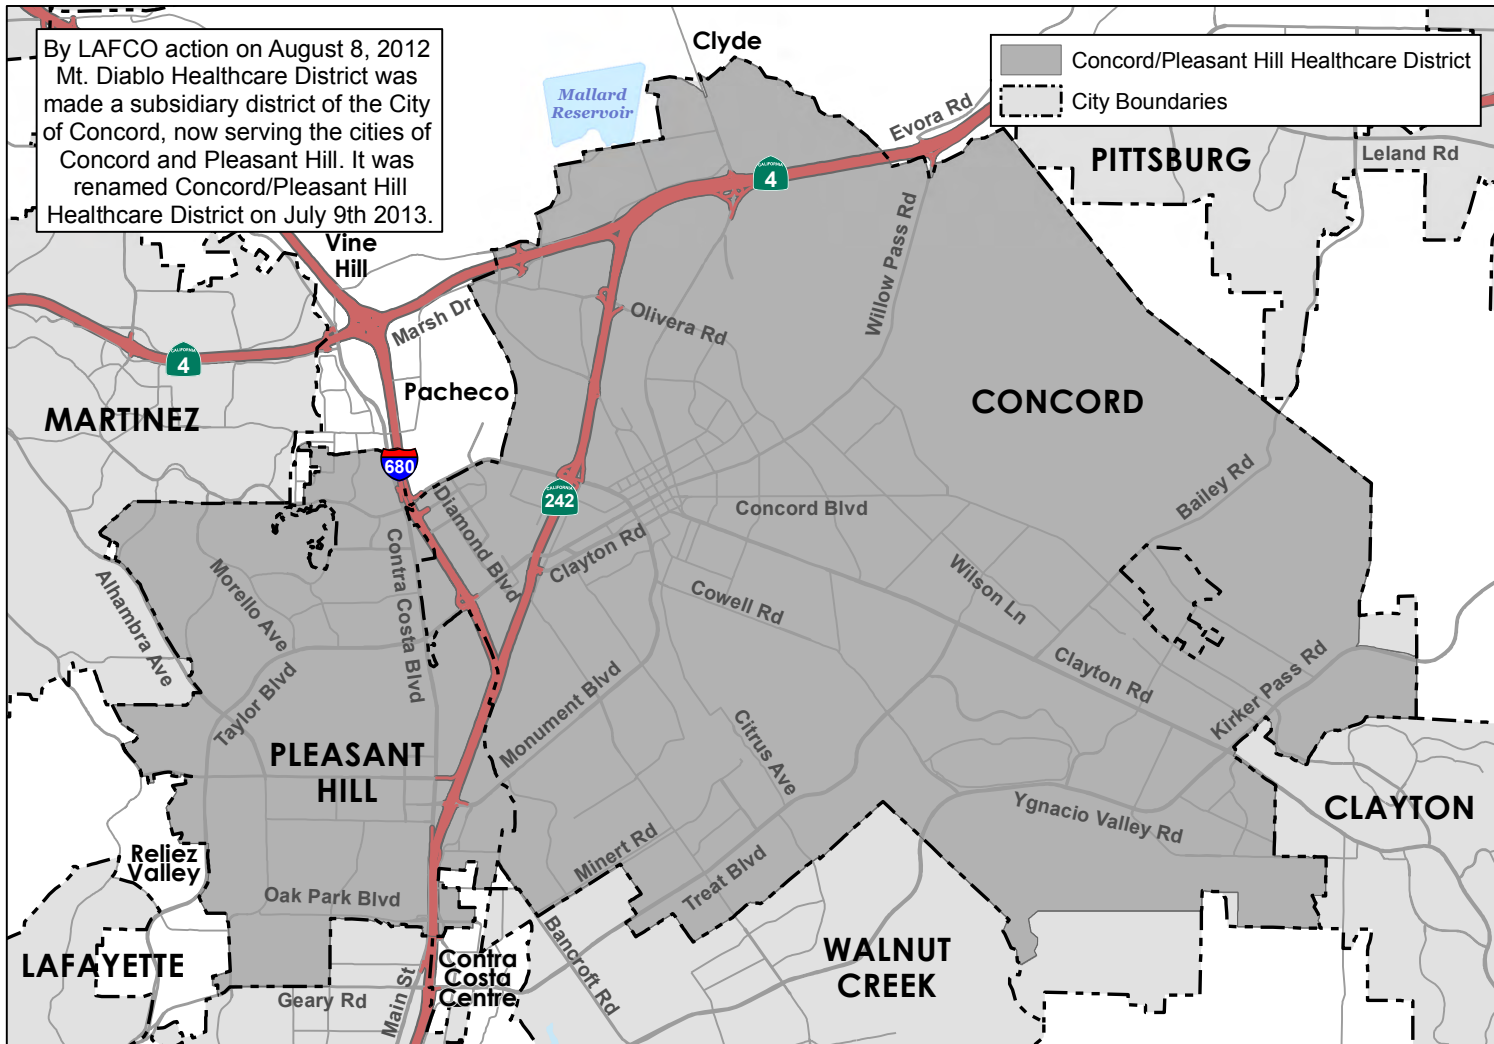 By LAFCO action on August 8, 2012
Mt. Diablo Healthcare District was
made a subsidiary district of the City
of Concord, now serving the cities of
Concord and Pleasant Hill. It was
renamed Concord/Pleasant Hill
Healthcare District on July 9th 2013.
Concord/Pleasant Hill Healthcare District
City Boundaries
Clyde
Mallard
Reservoir
Evora Rd
CALIFORNIA
4
PITTSBURG
Leland Rd
Vine
Hill
Willow Pass Rd
Marsh Dr
Olivera Rd
CALIFORNIA
4
Pacheco
CONCORD
MARTINEZ
680
Bailey Rd
CALIFORNIA
242
Diamond Blvd
Concord Blvd
Clayton Rd
Contra Costa Blvd
Morello Ave
Alhambra Ave
Cowell Rd
Wilson Ln
Clayton Rd
Kirker Pass Rd
Taylor Blvd
Monument Blvd
Citrus Ave
PLEASANT
HILL
CLAYTON
Ygnacio Valley Rd
Minert Rd
Treat Blvd
Reliez
Valley
Oak Park Blvd
Bancroft Rd
WALNUT
CREEK
LAFAYETTE
Contra
Costa
Centre
Geary Rd
Main St